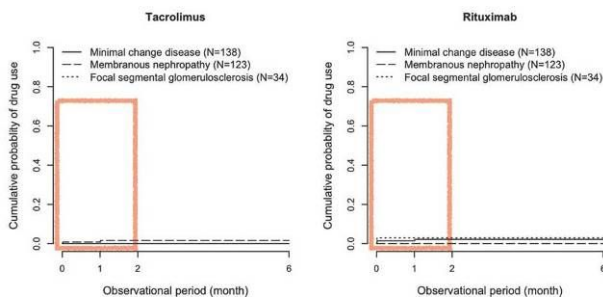 Tacrolimus
Cumulative probablity of drug use
1.0
0.8
0.6
0.4
0.2
0.0
Minimal change disease (N=138)
Membranous nephropathy (N=123)
Focal segmental glomerulosclerosis (N=34)
0
1
2
6
Observational period (month)
Rituximab
Cumulative probablity of drug use
1.0
0.8
0.6
0.4
0.2
0.0
Minimal change disease (N=138)
Membranous nephropathy (N=123)
Focal segmental glomerulosclerosis (N=34)
0
1
2
6
Observational period (month)